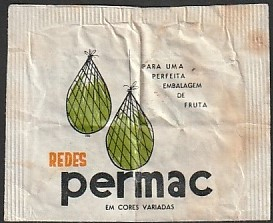 PARA UMA
PERFEITA
EMBALAGEM
DE
FRUTA
REDES
permac
EM CORES VARIADAS